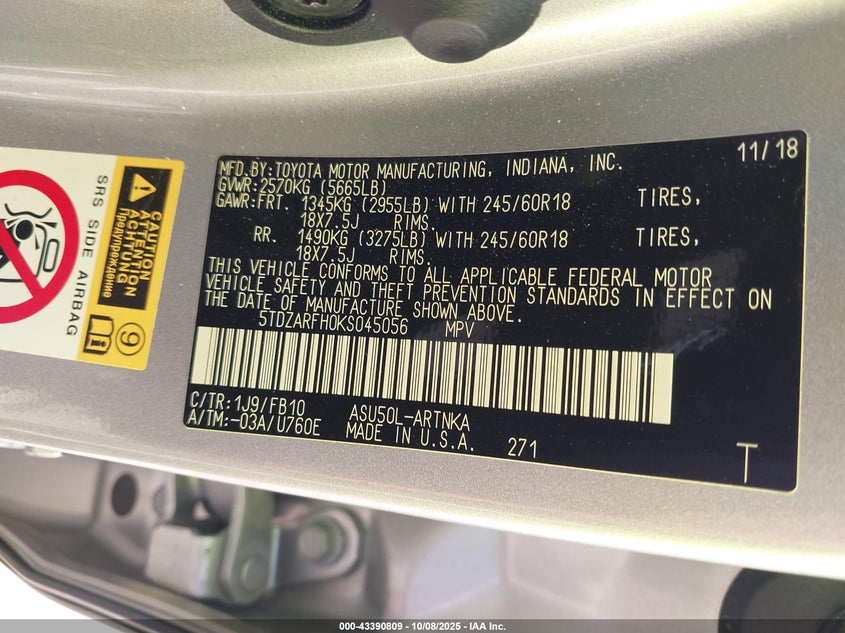 MFD.BY:TOYOTA MOTOR MANUFACTURING, INDIANA, INC. 11/18
GVWR:2570KG (5665LB)
GAWR:FRT. 1345KG (2955LB) WITH 245/60R18 TIRES,
18X7.5J RIMS.
RR. 1490KG (3275LB) WITH 245/60R18 TIRES,
18X7.5J RIMS.
THIS VEHICLE CONFORMS TO ALL APPLICABLE FEDERAL MOTOR
VEHICLE SAFETY AND THEFT PREVENTION STANDARDS IN EFFECT ON
THE DATE OF MANUFACTURE SHOWN ABOVE.
5TDZARFH0KS045056 MPV
C/TR:1J9/FB10 ASU50L-ARTNKA
A/TM:-03A/U760E MADE IN U.S.A. 271 T
SRS SIDE AIRBAG
CAUTION
ATTENTION
ACHTUNG
Предупреждение
9
000-43390809 - 10/08/2025 - IAA Inc.